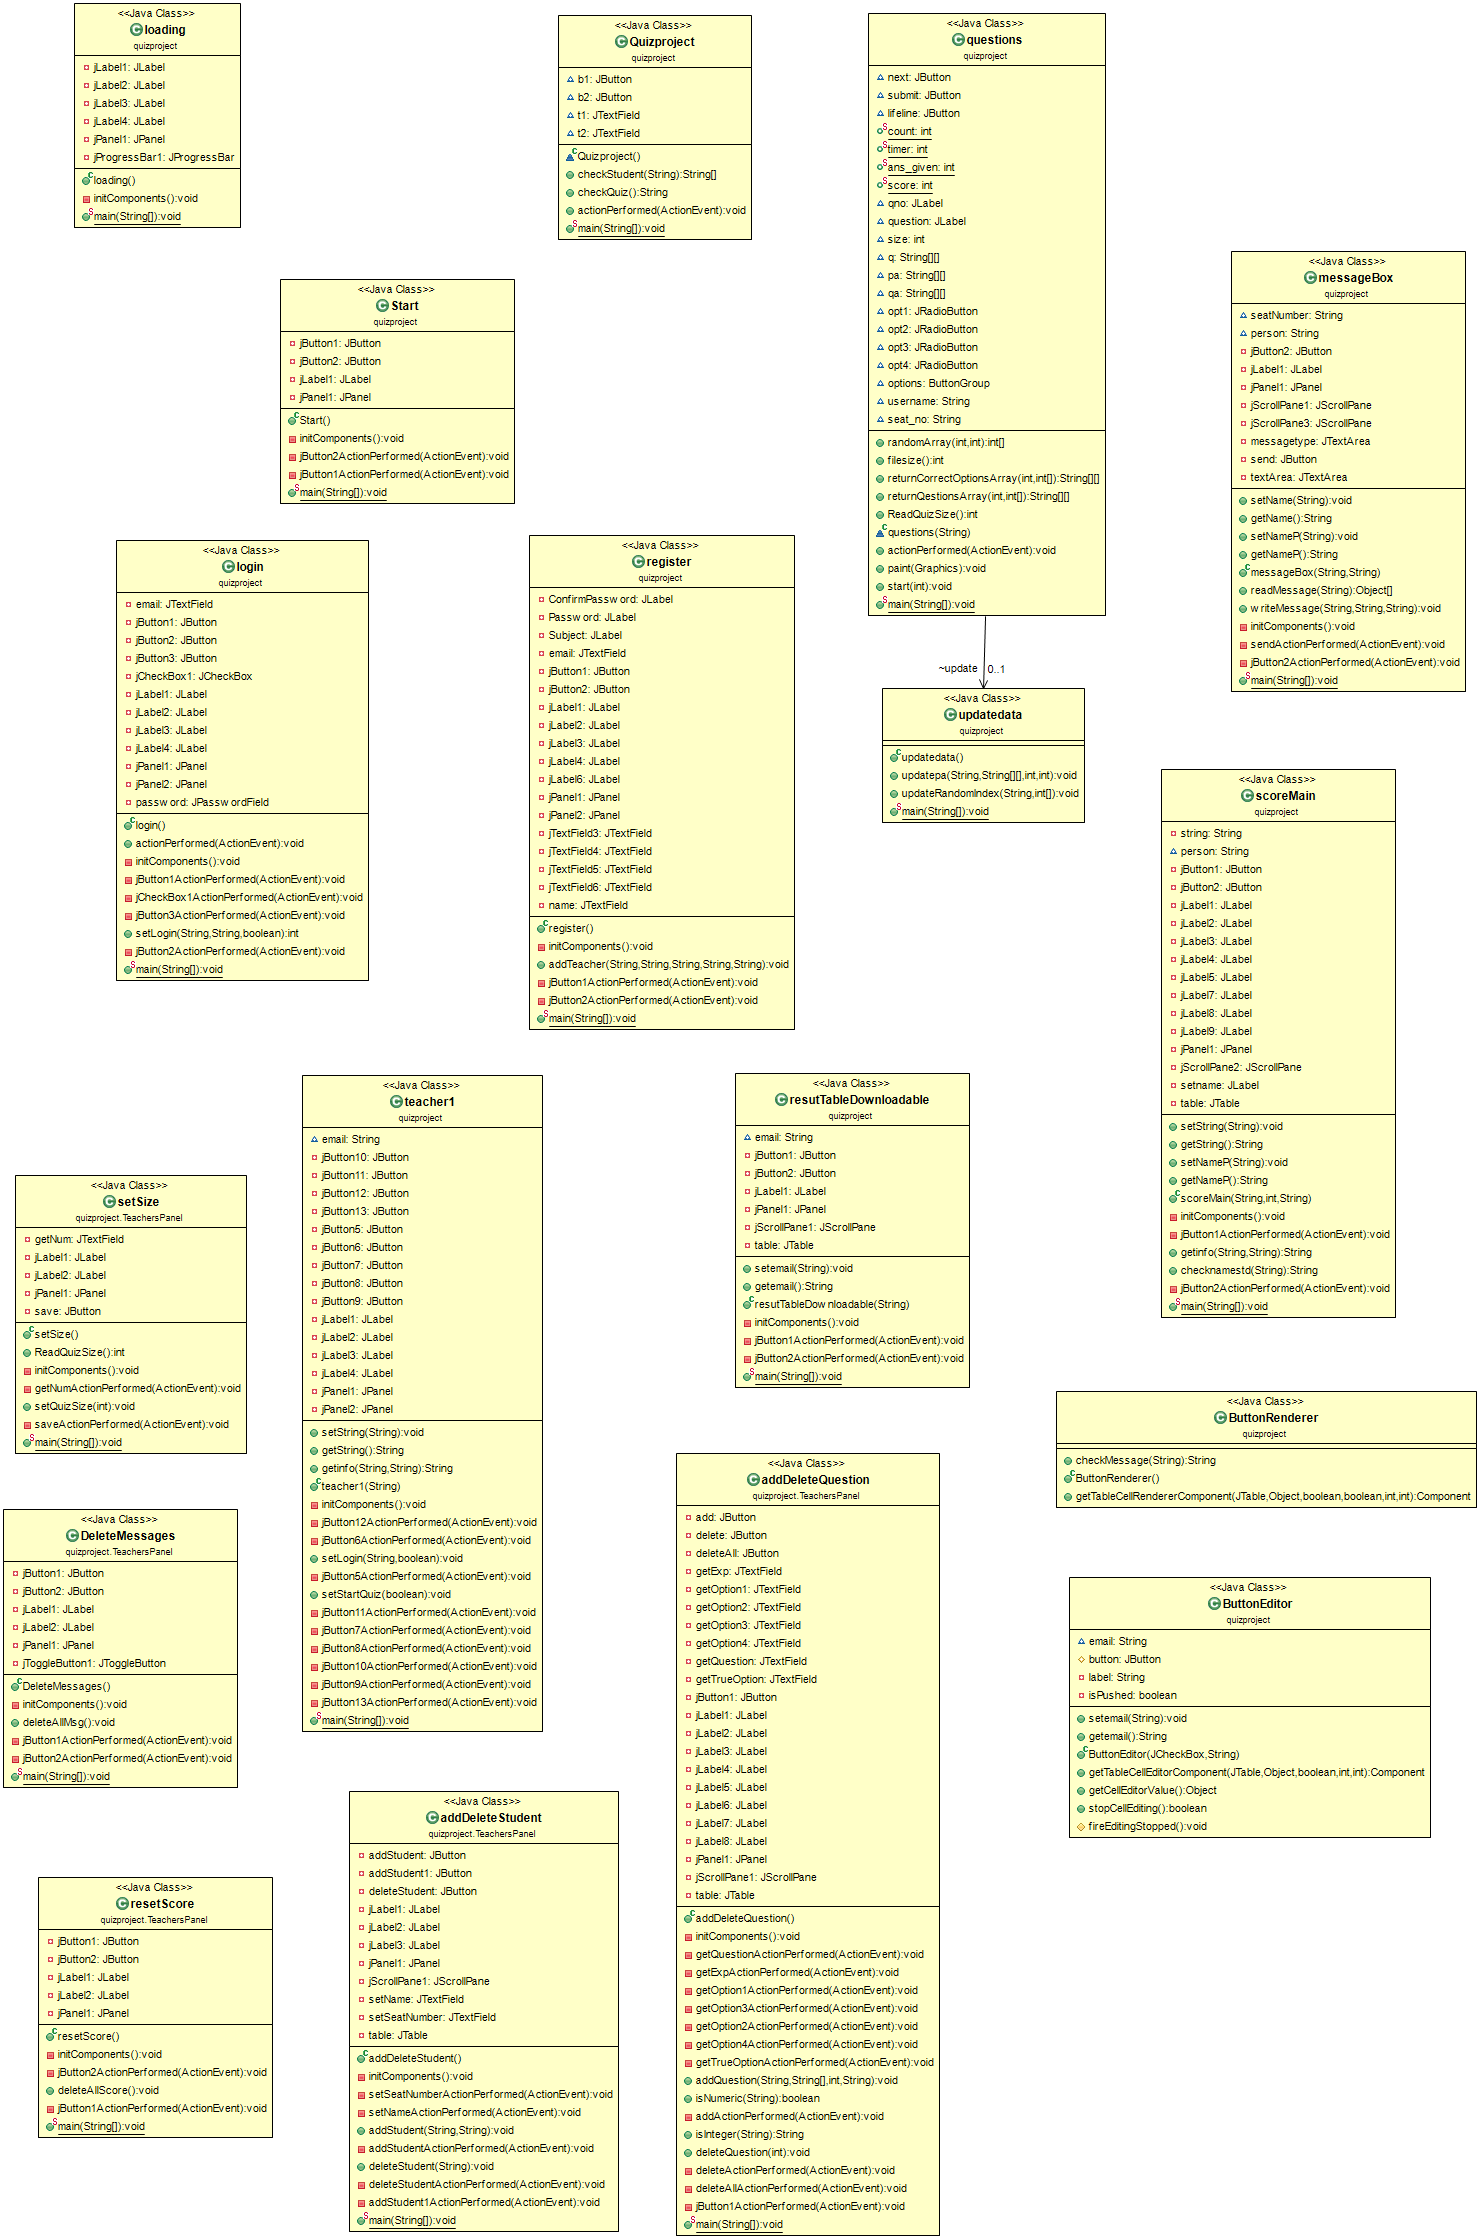 <<Java Class>>
loading
quizproject
jLabel1: JLabel
jLabel2: JLabel
jLabel3: JLabel
jLabel4: JLabel
jPanel1: JPanel
jProgressBar1: JProgressBar
loading()
initComponents():void
main(String[]):void
<<Java Class>>
Quizproject
quizproject
b1: JButton
b2: JButton
t1: JTextField
t2: JTextField
Quizproject()
checkStudent(String):String[]
checkQuiz():String
actionPerformed(ActionEvent):void
main(String[]):void
<<Java Class>>
questions
quizproject
next: JButton
submit: JButton
lifeline: JButton
count: int
timer: int
ans_given: int
score: int
qno: JLabel
question: JLabel
size: int
q: String[][]
pa: String[][]
qa: String[][]
opt1: JRadioButton
opt2: JRadioButton
opt3: JRadioButton
opt4: JRadioButton
options: ButtonGroup
username: String
seat_no: String
randomArray(int,int):int[]
filesize():int
returnCorrectOptionsArray(int,int[]):String[][]
returnQestionsArray(int,int[]):String[][]
ReadQuizSize():int
questions(String)
actionPerformed(ActionEvent):void
paint(Graphics):void
start(int):void
main(String[]):void
~update 0..1
<<Java Class>>
messageBox
quizproject
seatNumber: String
person: String
jButton2: JButton
jLabel1: JLabel
jPanel1: JPanel
jScrollPane1: JScrollPane
jScrollPane3: JScrollPane
messagetype: JTextArea
send: JButton
textArea: JTextArea
setName(String):void
getName():String
setNameP(String):void
getNameP():String
messageBox(String,String)
readMessage(String):Object[]
writeMessage(String,String,String):void
initComponents():void
sendActionPerformed(ActionEvent):void
jButton2ActionPerformed(ActionEvent):void
main(String[]):void
<<Java Class>>
Start
quizproject
jButton1: JButton
jButton2: JButton
jLabel1: JLabel
jPanel1: JPanel
Start()
initComponents():void
jButton2ActionPerformed(ActionEvent):void
jButton1ActionPerformed(ActionEvent):void
main(String[]):void
<<Java Class>>
login
quizproject
email: JTextField
jButton1: JButton
jButton2: JButton
jButton3: JButton
jCheckBox1: JCheckBox
jLabel1: JLabel
jLabel2: JLabel
jLabel3: JLabel
jLabel4: JLabel
jPanel1: JPanel
jPanel2: JPanel
password: JPasswordField
login()
actionPerformed(ActionEvent):void
initComponents():void
jButton1ActionPerformed(ActionEvent):void
jCheckBox1ActionPerformed(ActionEvent):void
jButton3ActionPerformed(ActionEvent):void
setLogin(String,String,boolean):int
jButton2ActionPerformed(ActionEvent):void
main(String[]):void
<<Java Class>>
register
quizproject
ConfirmPassword: JLabel
Password: JLabel
Subject: JLabel
email: JTextField
jButton1: JButton
jButton2: JButton
jLabel1: JLabel
jLabel2: JLabel
jLabel3: JLabel
jLabel4: JLabel
jLabel6: JLabel
jPanel1: JPanel
jPanel2: JPanel
jTextField3: JTextField
jTextField4: JTextField
jTextField5: JTextField
jTextField6: JTextField
name: JTextField
register()
initComponents():void
addTeacher(String,String,String,String,String):void
jButton1ActionPerformed(ActionEvent):void
jButton2ActionPerformed(ActionEvent):void
main(String[]):void
<<Java Class>>
updatedata
quizproject
updatedata()
updatepa(String,String[][],int,int):void
updateRandomIndex(String,int[]):void
main(String[]):void
<<Java Class>>
scoreMain
quizproject
string: String
person: String
jButton1: JButton
jButton2: JButton
jLabel1: JLabel
jLabel2: JLabel
jLabel3: JLabel
jLabel4: JLabel
jLabel5: JLabel
jLabel7: JLabel
jLabel8: JLabel
jLabel9: JLabel
jPanel1: JPanel
jScrollPane2: JScrollPane
setname: JLabel
table: JTable
setString(String):void
getString():String
setNameP(String):void
getNameP():String
scoreMain(String,int,String)
initComponents():void
jButton1ActionPerformed(ActionEvent):void
getinfo(String,String):String
checknamestd(String):String
jButton2ActionPerformed(ActionEvent):void
main(String[]):void
<<Java Class>>
teacher1
quizproject
email: String
jButton10: JButton
jButton11: JButton
jButton12: JButton
jButton13: JButton
jButton5: JButton
jButton6: JButton
jButton7: JButton
jButton8: JButton
jButton9: JButton
jLabel1: JLabel
jLabel2: JLabel
jLabel3: JLabel
jLabel4: JLabel
jPanel1: JPanel
jPanel2: JPanel
setString(String):void
getString():String
getinfo(String,String):String
teacher1(String)
initComponents():void
jButton12ActionPerformed(ActionEvent):void
jButton6ActionPerformed(ActionEvent):void
setLogin(String,boolean):void
jButton5ActionPerformed(ActionEvent):void
setStartQuiz(boolean):void
jButton11ActionPerformed(ActionEvent):void
jButton7ActionPerformed(ActionEvent):void
jButton8ActionPerformed(ActionEvent):void
jButton10ActionPerformed(ActionEvent):void
jButton9ActionPerformed(ActionEvent):void
jButton13ActionPerformed(ActionEvent):void
main(String[]):void
<<Java Class>>
resutTableDownloadable
quizproject
email: String
jButton1: JButton
jButton2: JButton
jLabel1: JLabel
jPanel1: JPanel
jScrollPane1: JScrollPane
table: JTable
setemail(String):void
getemail():String
resutTableDownloadable(String)
initComponents():void
jButton1ActionPerformed(ActionEvent):void
jButton2ActionPerformed(ActionEvent):void
main(String[]):void
<<Java Class>>
setSize
quizproject.TeachersPanel
getNum: JTextField
jLabel1: JLabel
jLabel2: JLabel
jPanel1: JPanel
save: JButton
setSize()
ReadQuizSize():int
initComponents():void
getNumActionPerformed(ActionEvent):void
setQuizSize(int):void
saveActionPerformed(ActionEvent):void
main(String[]):void
<<Java Class>>
ButtonRenderer
quizproject
checkMessage(String):String
ButtonRenderer()
getTableCellRendererComponent(JTable,Object,boolean,boolean,int,int):Component
<<Java Class>>
DeleteMessages
quizproject.TeachersPanel
jButton1: JButton
jButton2: JButton
jLabel1: JLabel
jLabel2: JLabel
jPanel1: JPanel
jToggleButton1: JToggleButton
DeleteMessages()
initComponents():void
deleteAllMsg():void
jButton1ActionPerformed(ActionEvent):void
jButton2ActionPerformed(ActionEvent):void
main(String[]):void
<<Java Class>>
addDeleteQuestion
quizproject.TeachersPanel
add: JButton
delete: JButton
deleteAll: JButton
getExp: JTextField
getOption1: JTextField
getOption2: JTextField
getOption3: JTextField
getOption4: JTextField
getQuestion: JTextField
getTrueOption: JTextField
jButton1: JButton
jLabel1: JLabel
jLabel2: JLabel
jLabel3: JLabel
jLabel4: JLabel
jLabel5: JLabel
jLabel6: JLabel
jLabel7: JLabel
jLabel8: JLabel
jPanel1: JPanel
jScrollPane1: JScrollPane
table: JTable
addDeleteQuestion()
initComponents():void
getQuestionActionPerformed(ActionEvent):void
getExpActionPerformed(ActionEvent):void
getOption1ActionPerformed(ActionEvent):void
getOption3ActionPerformed(ActionEvent):void
getOption2ActionPerformed(ActionEvent):void
getOption4ActionPerformed(ActionEvent):void
getTrueOptionActionPerformed(ActionEvent):void
addQuestion(String,String[],int,String):void
isNumeric(String):boolean
addActionPerformed(ActionEvent):void
isInteger(String):String
deleteQuestion(int):void
deleteActionPerformed(ActionEvent):void
deleteAllActionPerformed(ActionEvent):void
jButton1ActionPerformed(ActionEvent):void
main(String[]):void
<<Java Class>>
ButtonEditor
quizproject
email: String
button: JButton
label: String
isPushed: boolean
setemail(String):void
getemail():String
ButtonEditor(JCheckBox,String)
getTableCellEditorComponent(JTable,Object,boolean,int,int):Component
getCellEditorValue():Object
stopCellEditing():boolean
fireEditingStopped():void
<<Java Class>>
addDeleteStudent
quizproject.TeachersPanel
addStudent: JButton
addStudent1: JButton
deleteStudent: JButton
jLabel1: JLabel
jLabel2: JLabel
jLabel3: JLabel
jPanel1: JPanel
jScrollPane1: JScrollPane
setName: JTextField
setSeatNumber: JTextField
table: JTable
addDeleteStudent()
initComponents():void
setSeatNumberActionPerformed(ActionEvent):void
setNameActionPerformed(ActionEvent):void
addStudent(String,String):void
addStudentActionPerformed(ActionEvent):void
deleteStudent(String):void
deleteStudentActionPerformed(ActionEvent):void
addStudent1ActionPerformed(ActionEvent):void
main(String[]):void
<<Java Class>>
resetScore
quizproject.TeachersPanel
jButton1: JButton
jButton2: JButton
jLabel1: JLabel
jLabel2: JLabel
jPanel1: JPanel
resetScore()
initComponents():void
jButton2ActionPerformed(ActionEvent):void
deleteAllScore():void
jButton1ActionPerformed(ActionEvent):void
main(String[]):void